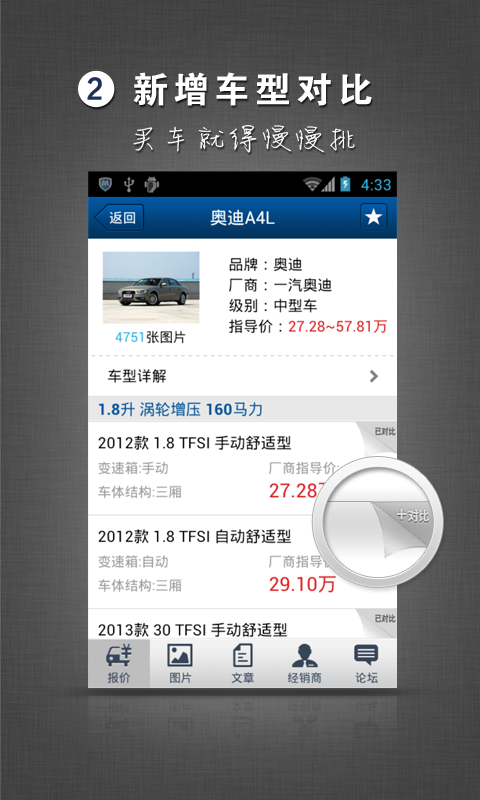 2 新增车型对比
买车就得慢慢挑
4:33
返回
奥迪A4L
品牌：奥迪
厂商：一汽奥迪
级别：中型车
指导价：27.28~57.81万
4751张图片
车型详解
1.8升 涡轮增压 160马力
已对比
2012款 1.8 TFSI 手动舒适型
变速箱:手动
厂商指导价:
车体结构:三厢
27.28
+对比
2012款 1.8 TFSI 自动舒适型
变速箱:自动
厂商指导
车体结构:三厢
29.10万
已对比
2013款 30 TFSI 手动舒适型
报价
图片
文章
经销商
论坛